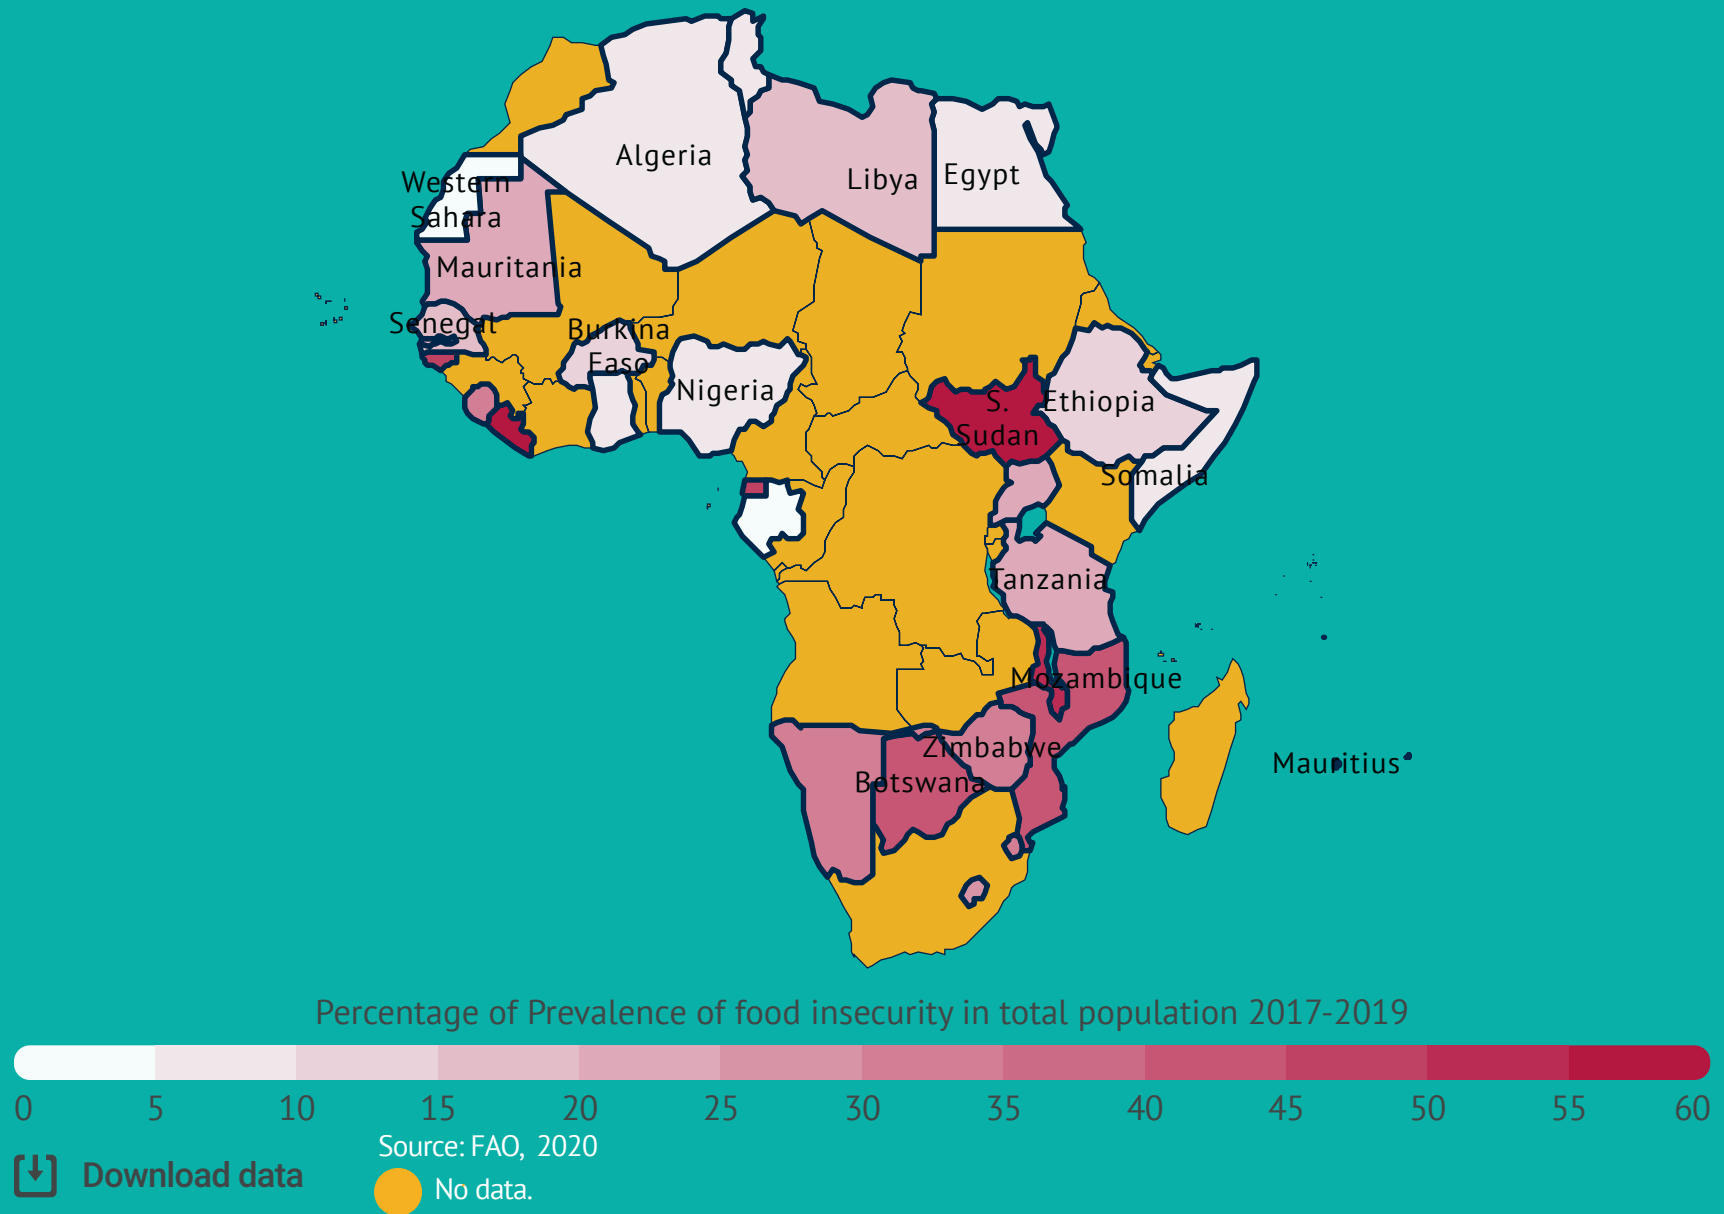 Algeria
Libya
Egypt
Western
Sahara
Mauritania
Senegal
Burkina
Faso
Nigeria
S.
Sudan
Ethiopia
Somalia
Tanzania
Mozambique
Zimbabwe
Botswana
Mauritius
Percentage of Prevalence of food insecurity in total population 2017-2019
0 5 10 15 20 25 30 35 40 45 50 55 60
Source: FAO, 2020
Download data
No data.